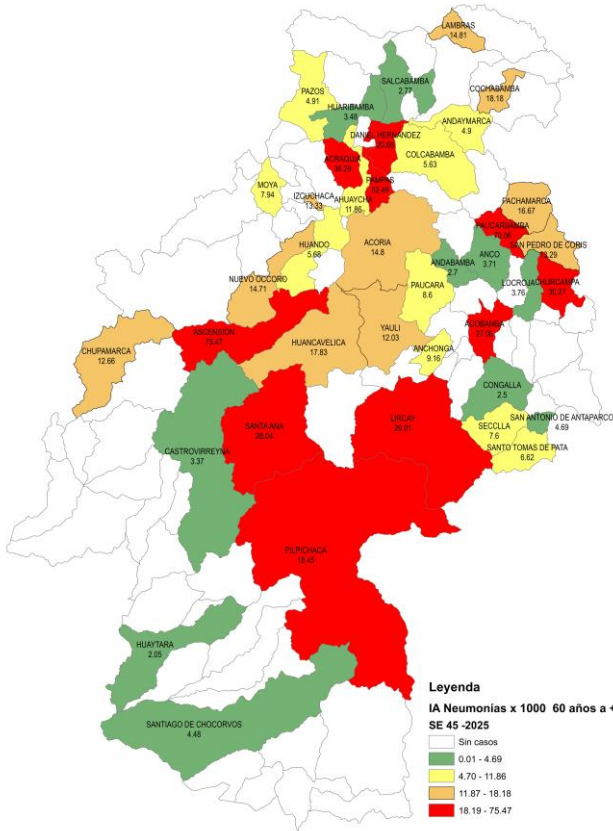 LAMBRAS
14.81
SALCABAMBA
2.77
COCHABAMBA
18.18
PAZOS
4.91
HUARIBAMBA
3.48
ANDAYMARCA
4.9
DANIEL HERNANDEZ
COLCABAMBA
5.63
ACRAQUIA
PAMPAS
MOYA
7.94
IZCUCHACA
13.33
AHUAYCHA
11.86
PACHAMARCA
16.67
PAUCARBAMBA
SAN PEDRO DE CORIS
13.29
HUANDO
5.68
ACORIA
14.8
ANDABAMBA
2.7
ANCO
3.71
NUEVO OCCORO
14.71
PAUCARA
8.6
LOCROJA
3.76
CHURCAMPA
30.27
ASCENSION
75.47
YAULI
12.03
ACOBAMBA
CHUPAMARCA
12.66
HUANCAVELICA
17.83
ANCHONGA
9.16
CONGALLA
2.5
SANTA ANA
LIRCAY
29.01
SAN ANTONIO DE ANTAPARCO
4.69
SECCLLA
7.6
CASTROVIRREYNA
3.37
SANTO TOMAS DE PATA
6.62
PILPICHACA
18.45
HUAYTARA
2.05
SANTIAGO DE CHOCORVOS
4.48
Leyenda
IA Neumonías x 1000 60 años a +
SE 45 -2025
Sin casos
0.01 - 4.69
4.70 - 11.86
11.87 - 18.18
18.19 - 75.47